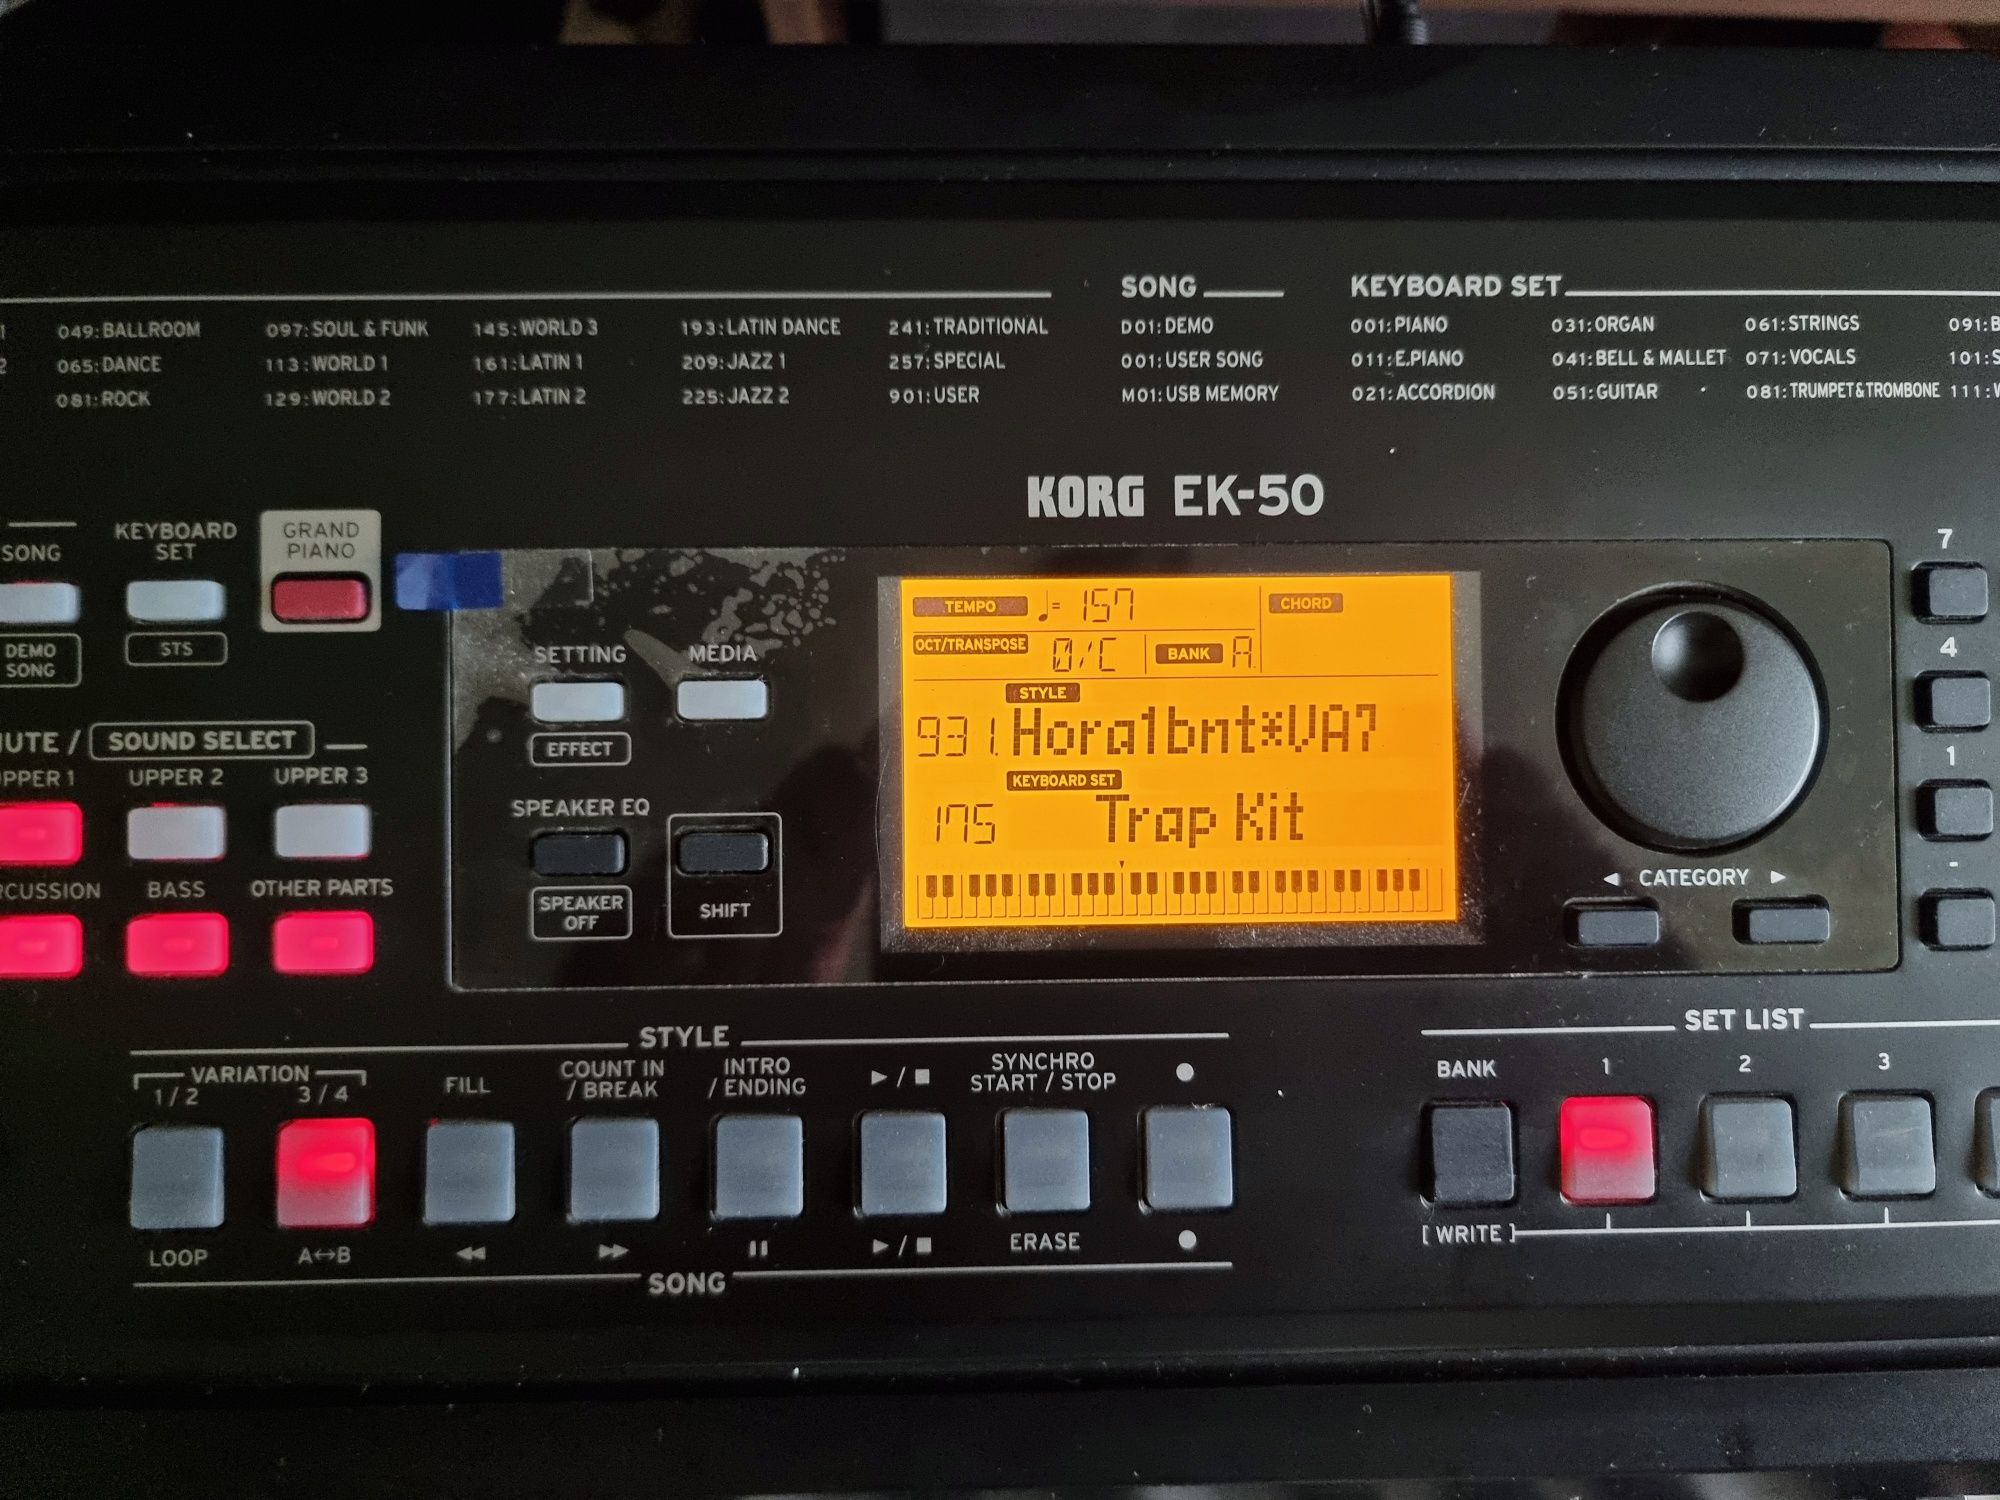 SONG
KEYBOARD SET
049:BALLROOM 097:SOUL & FUNK 145:WORLD 3 193:LATIN DANCE 241:TRADITIONAL D01:DEMO 001:PIANO 031:ORGAN 061:STRINGS 091:B
065:DANCE 113:WORLD 1 161:LATIN 1 209:JAZZ 1 257:SPECIAL 001:USER SONG 011:E.PIANO 041:BELL & MALLET 071:VOCALS 101:S
081:ROCK 129:WORLD 2 177:LATIN 2 225:JAZZ 2 901:USER M01:USB MEMORY 021:ACCORDION 051:GUITAR 081:TRUMPET&TROMBONE 111:
KORG EK-50
SONG
KEYBOARD
SET
GRAND
PIANO
DEMO
SONG
STS
SETTING
MEDIA
EFFECT
SPEAKER EQ
SPEAKER
OFF
SHIFT
UTE / SOUND SELECT
PPER 1 UPPER 2 UPPER 3
RCUSSION BASS OTHER PARTS
TEMPO ♩= 157
CHORD
OCT/TRANSPOSE 0/C BANK A
STYLE
931 Hora1bnt*VA7
KEYBOARD SET
175 Trap Kit
◀ CATEGORY ▶
7
4
1
-
STYLE
VARIATION
1/2 3/4
FILL
COUNT IN
/ BREAK
INTRO
/ ENDING
▶/■
SYNCHRO
START / STOP
●
LOOP A↔B ◀◀ ▶▶ ❚❚ ▶/■ ERASE ●
SONG
SET LIST
BANK 1 2 3
[ WRITE ]